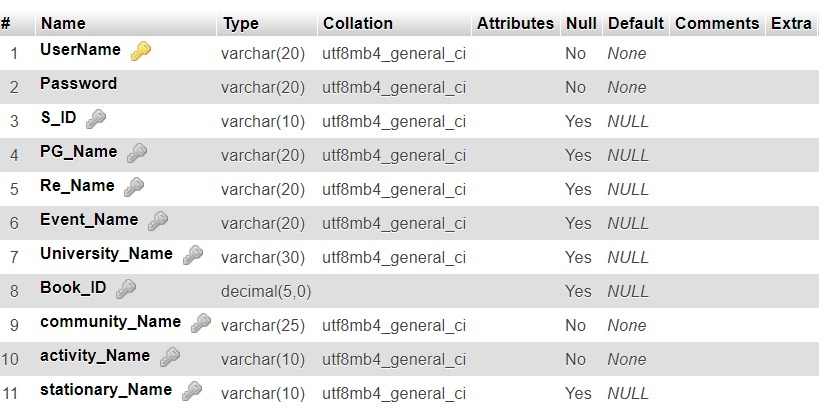 # Name Type Collation Attributes Null Default Comments Extra
1 UserName varchar(20) utf8mb4_general_ci No None
2 Password varchar(20) utf8mb4_general_ci No None
3 S_ID varchar(10) utf8mb4_general_ci Yes NULL
4 PG_Name varchar(20) utf8mb4_general_ci Yes NULL
5 Re_Name varchar(20) utf8mb4_general_ci Yes NULL
6 Event_Name varchar(20) utf8mb4_general_ci Yes NULL
7 University_Name varchar(30) utf8mb4_general_ci Yes NULL
8 Book_ID decimal(5,0) Yes NULL
9 community_Name varchar(25) utf8mb4_general_ci No None
10 activity_Name varchar(10) utf8mb4_general_ci No None
11 stationary_Name varchar(10) utf8mb4_general_ci Yes NULL